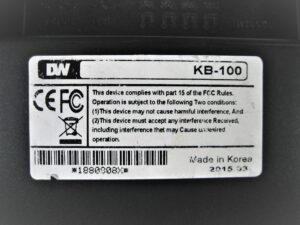 DW KB-100
CE FC This device complies with part 15 of the FCC Rules.
Operation is subject to the following Two conditions:
(1)This device may not cause harmful interference, And
(2)This device must accept any interference Received,
including interference that may Cause undesired
operation.
Made in Korea
*1880908X* 2015 03